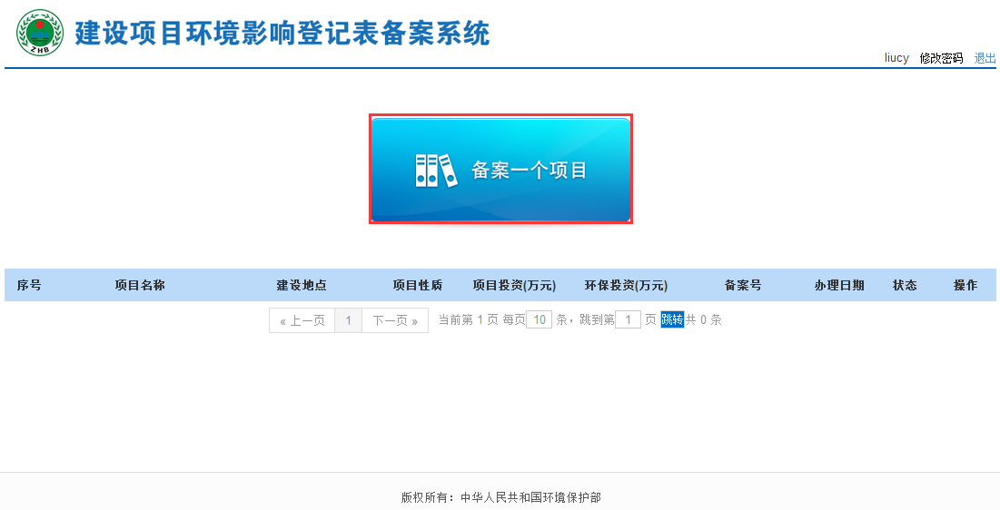 ZHB 建设项目环境影响登记表备案系统
liucy 修改密码 退出
备案一个项目
序号 项目名称 建设地点 项目性质 项目投资(万元) 环保投资(万元) 备案号 办理日期 状态 操作
« 上一页 1 下一页 » 当前第 1 页 每页 10 条，跳到第 1 页 跳转 共 0 条
版权所有：中华人民共和国环境保护部